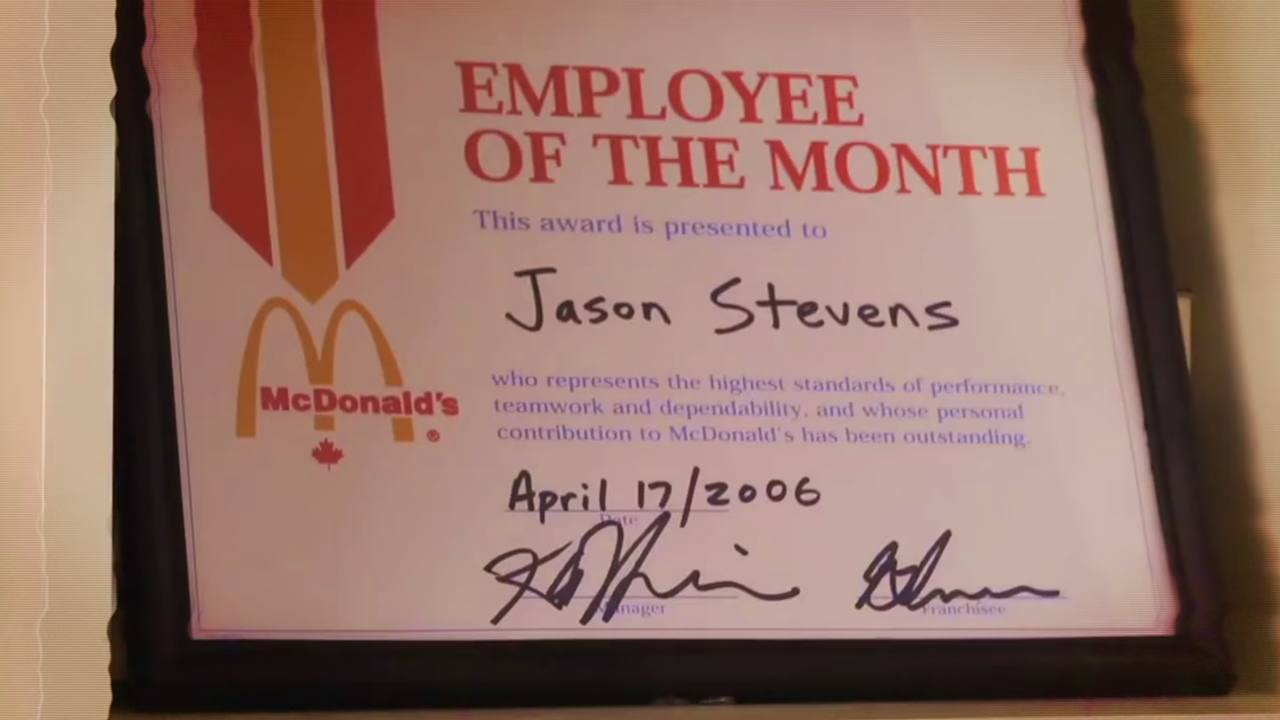 EMPLOYEE
OF THE MONTH
This award is presented to
Jason Stevens
McDonald's
®
who represents the highest standards of performance,
teamwork and dependability, and whose personal
contribution to McDonald's has been outstanding.
April 17/2006
Date
Manager
Franchisee